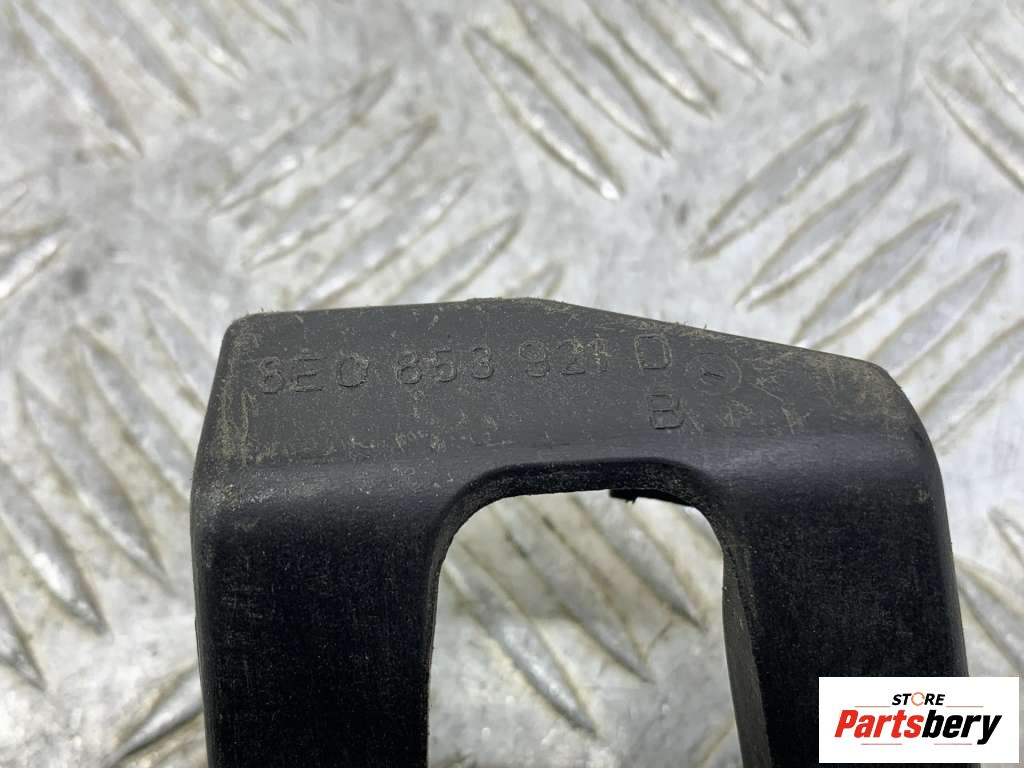 8E0 853 921 D
B
STORE
Partsbery